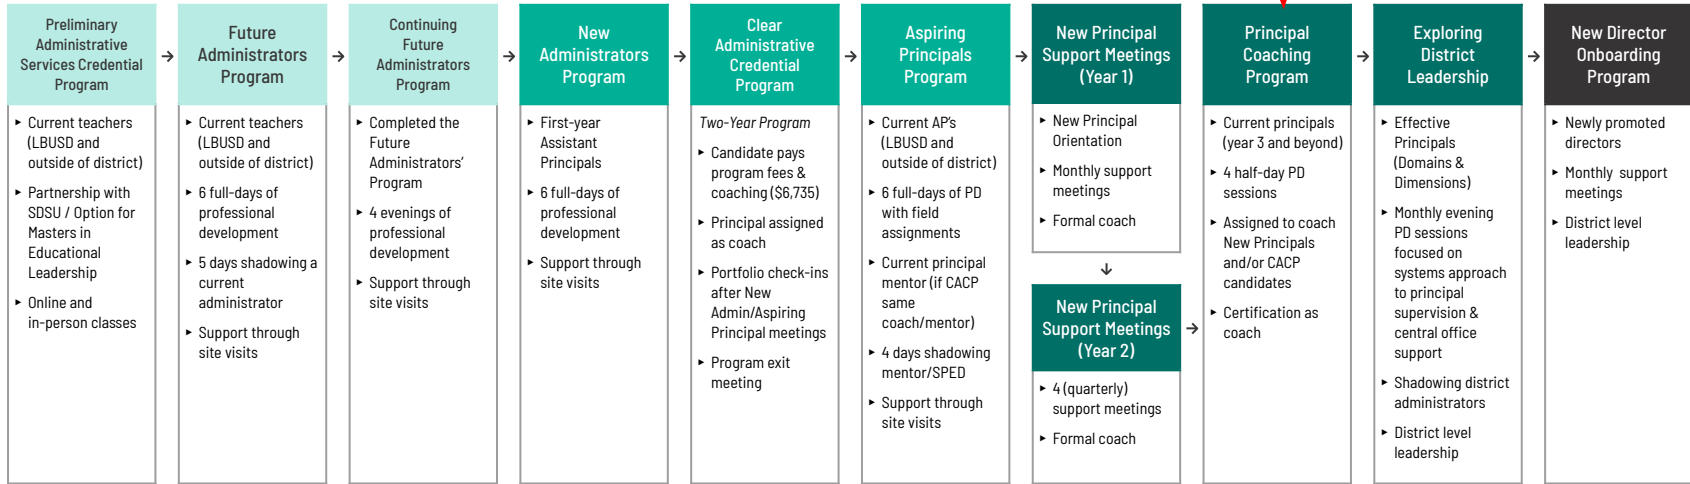 Preliminary
Administrative
Services Credential
Program
▸ Current teachers
(LBUSD and
outside of district)
▸ Partnership with
SDSU / Option for
Masters in
Educational
Leadership
▸ Online and
in-person classes
→
Future
Administrators
Program
▸ Current teachers
(LBUSD and
outside of district)
▸ 6 full-days of
professional
development
▸ 5 days shadowing a
current
administrator
▸ Support through
site visits
→
Continuing
Future
Administrators
Program
▸ Completed the
Future
Administrators’
Program
▸ 4 evenings of
professional
development
▸ Support through
site visits
→
New
Administrators
Program
▸ First-year
Assistant
Principals
▸ 6 full-days of
professional
development
▸ Support through
site visits
→
Clear
Administrative
Credential
Program
Two-Year Program
▸ Candidate pays
program fees &
coaching ($6,735)
▸ Principal assigned
as coach
▸ Portfolio check-ins
after New
Admin/Aspiring
Principal meetings
▸ Program exit
meeting
→
Aspiring
Principals
Program
▸ Current AP’s
(LBUSD and
outside of district)
▸ 6 full-days of PD
with field
assignments
▸ Current principal
mentor (if CACP
same
coach/mentor)
▸ 4 days shadowing
mentor/SPED
▸ Support through
site visits
→
New Principal
Support Meetings
(Year 1)
▸ New Principal
Orientation
▸ Monthly support
meetings
▸ Formal coach
↓
New Principal
Support Meetings
(Year 2)
▸ 4 (quarterly)
support meetings
▸ Formal coach
→
→
Principal
Coaching
Program
▸ Current principals
(year 3 and beyond)
▸ 4 half-day PD
sessions
▸ Assigned to coach
New Principals
and/or CACP
candidates
▸ Certification as
coach
→
Exploring
District
Leadership
▸ Effective
Principals
(Domains &
Dimensions)
▸ Monthly evening
PD sessions
focused on
systems approach
to principal
supervision &
central office
support
▸ Shadowing district
administrators
▸ District level
leadership
→
New Director
Onboarding
Program
▸ Newly promoted
directors
▸ Monthly support
meetings
▸ District level
leadership